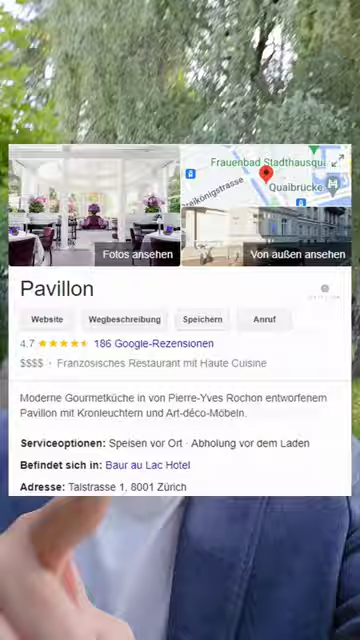 Frauenbad Stadthausqu
reikönigstrasse
Quaibrücke
Fotos ansehen
Von außen ansehen
Pavillon
Website
Wegbeschreibung
Speichern
Anruf
4.7 186 Google-Rezensionen
$$$$ · Französisches Restaurant mit Haute Cuisine
Moderne Gourmetküche in von Pierre-Yves Rochon entworfenem
Pavillon mit Kronleuchtern und Art-déco-Möbeln.
Serviceoptionen: Speisen vor Ort · Abholung vor dem Laden
Befindet sich in: Baur au Lac Hotel
Adresse: Talstrasse 1, 8001 Zürich